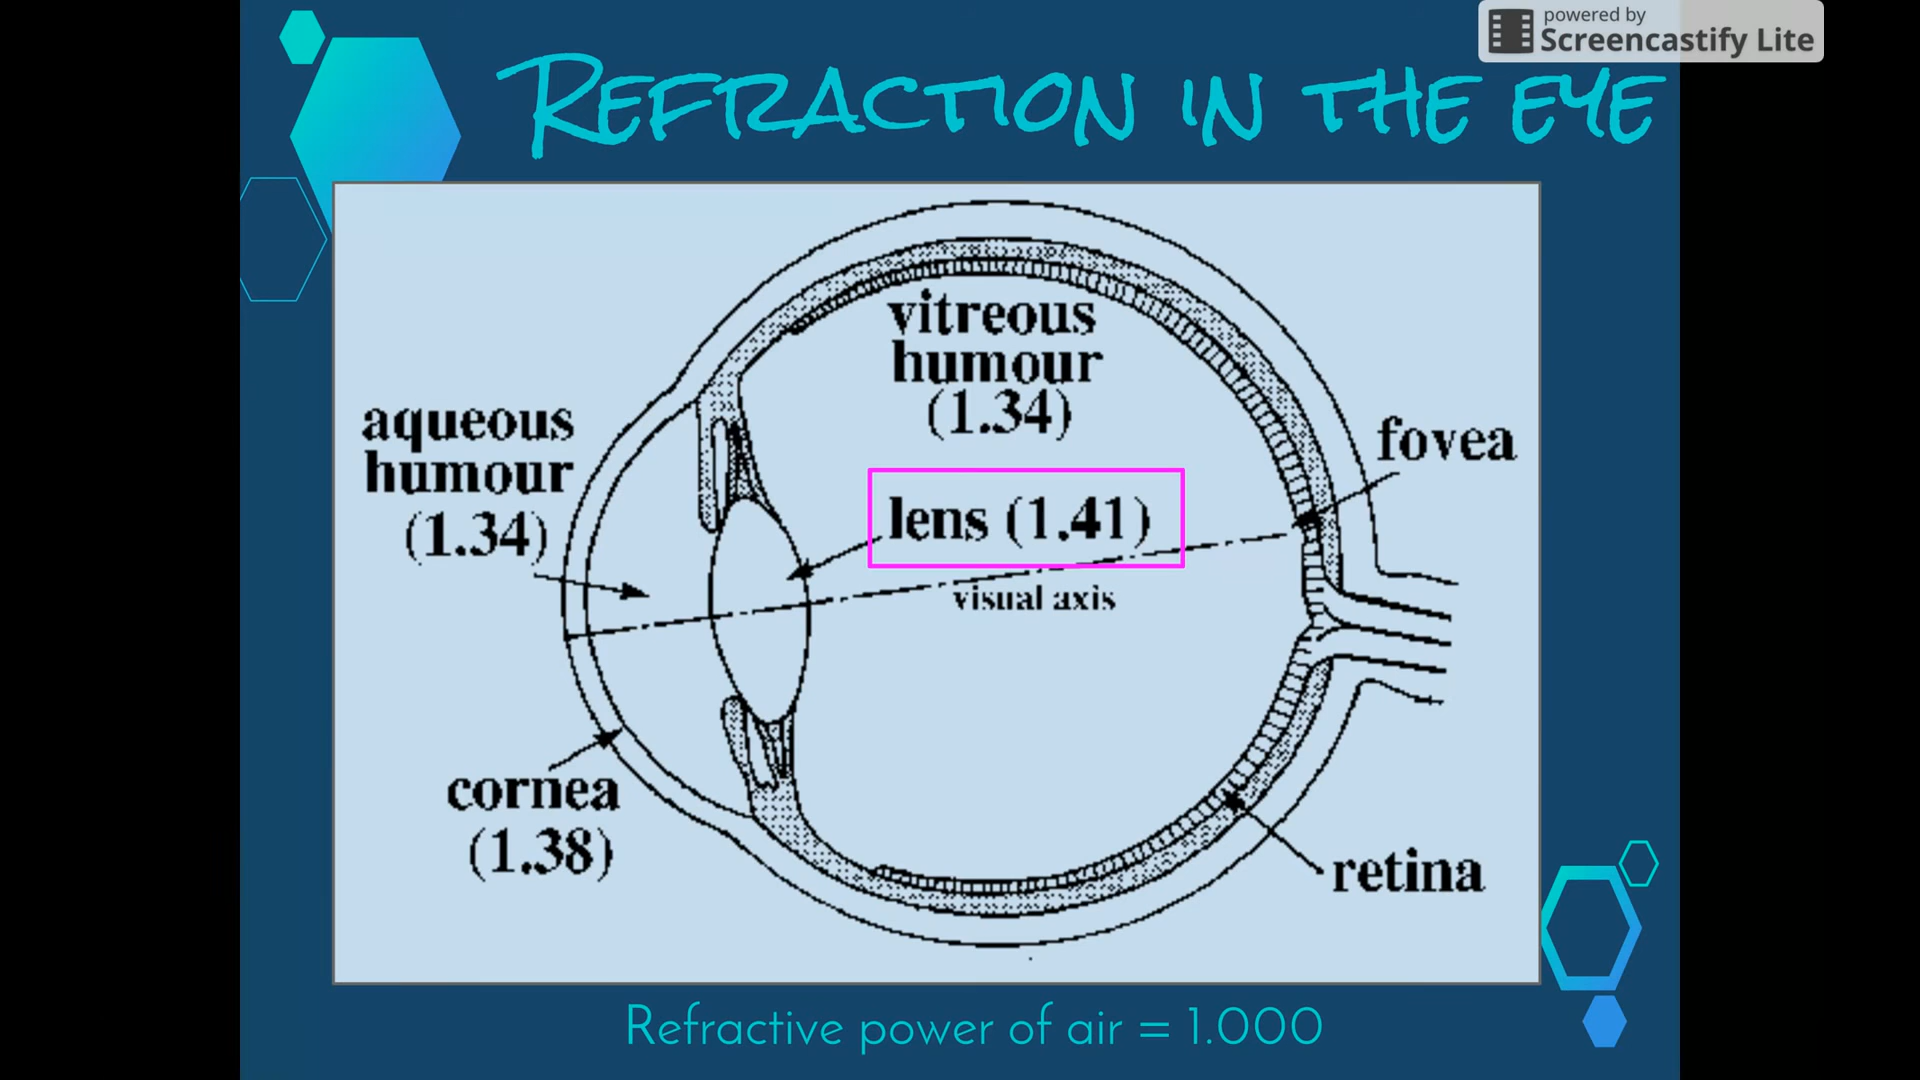 powered by
Screencastify Lite
REFRACTION IN THE EYE
vitreous
humour
(1.34)
aqueous
humour
(1.34)
fovea
lens (1.41)
visual axis
cornea
(1.38)
retina
Refractive power of air = 1.000